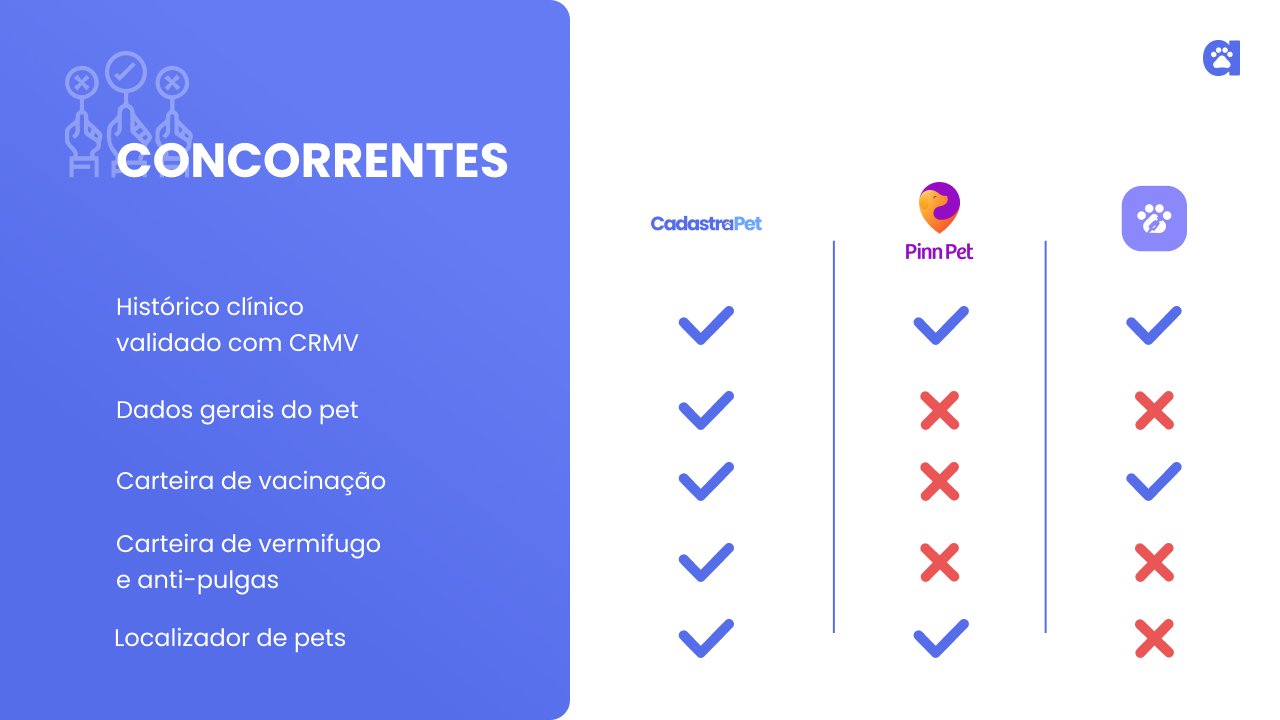 CONCORRENTES
CadastraPet
Pinn Pet
Histórico clínico
validado com CRMV
Dados gerais do pet
Carteira de vacinação
Carteira de vermifugo
e anti-pulgas
Localizador de pets